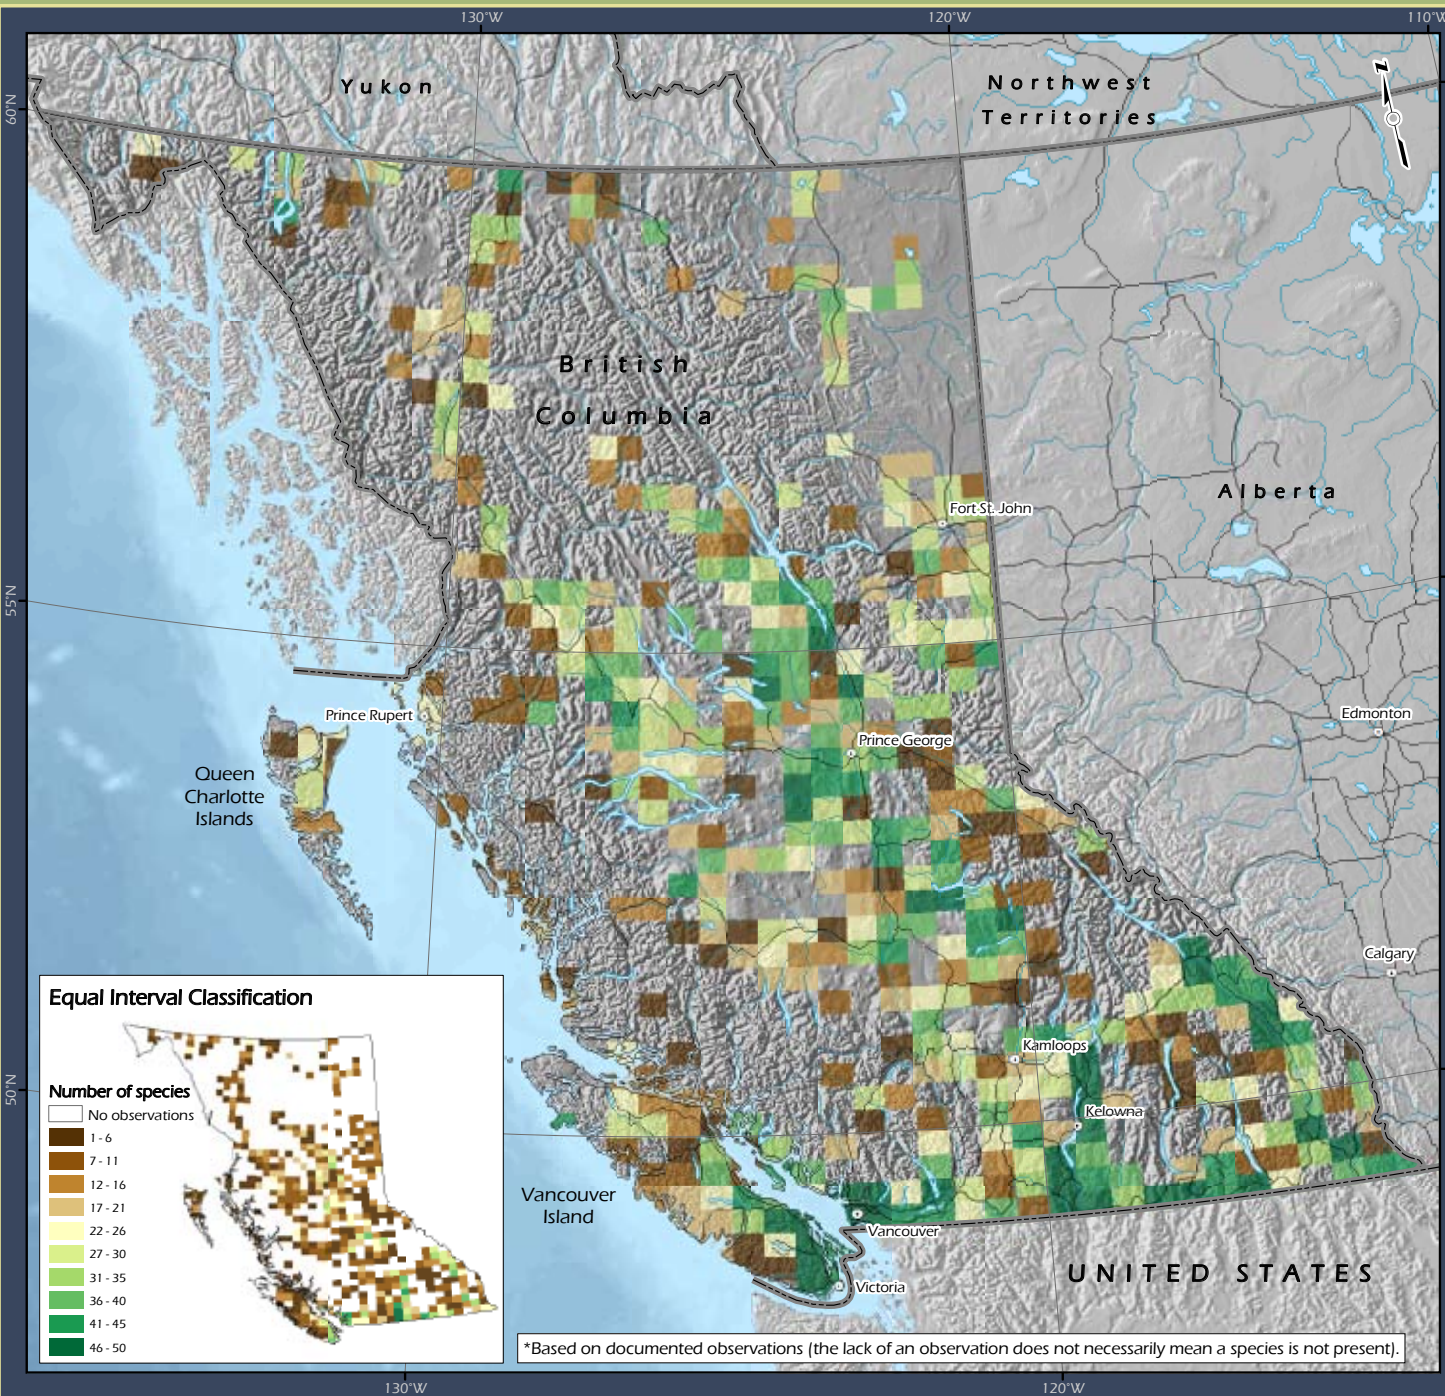 130°W
120°W
110°W
60°N
Yukon
Northwest
Territories
British
Columbia
Alberta
Fort St. John
55°N
Prince Rupert
Edmonton
Prince George
Queen
Charlotte
Islands
Calgary
Equal Interval Classification
Kamloops
50°N
Number of species
No observations
1 - 6
7 - 11
12 - 16
17 - 21
22 - 26
27 - 30
31 - 35
36 - 40
41 - 45
46 - 50
Kelowna
Vancouver
Island
Vancouver
UNITED STATES
Victoria
*Based on documented observations (the lack of an observation does not necessarily mean a species is not present).
130°W
120°W